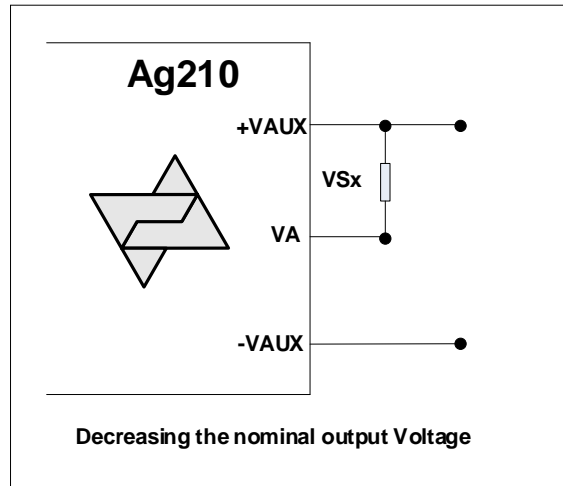 Ag210
+VAUX
VSx
VA
-VAUX
Decreasing the nominal output Voltage